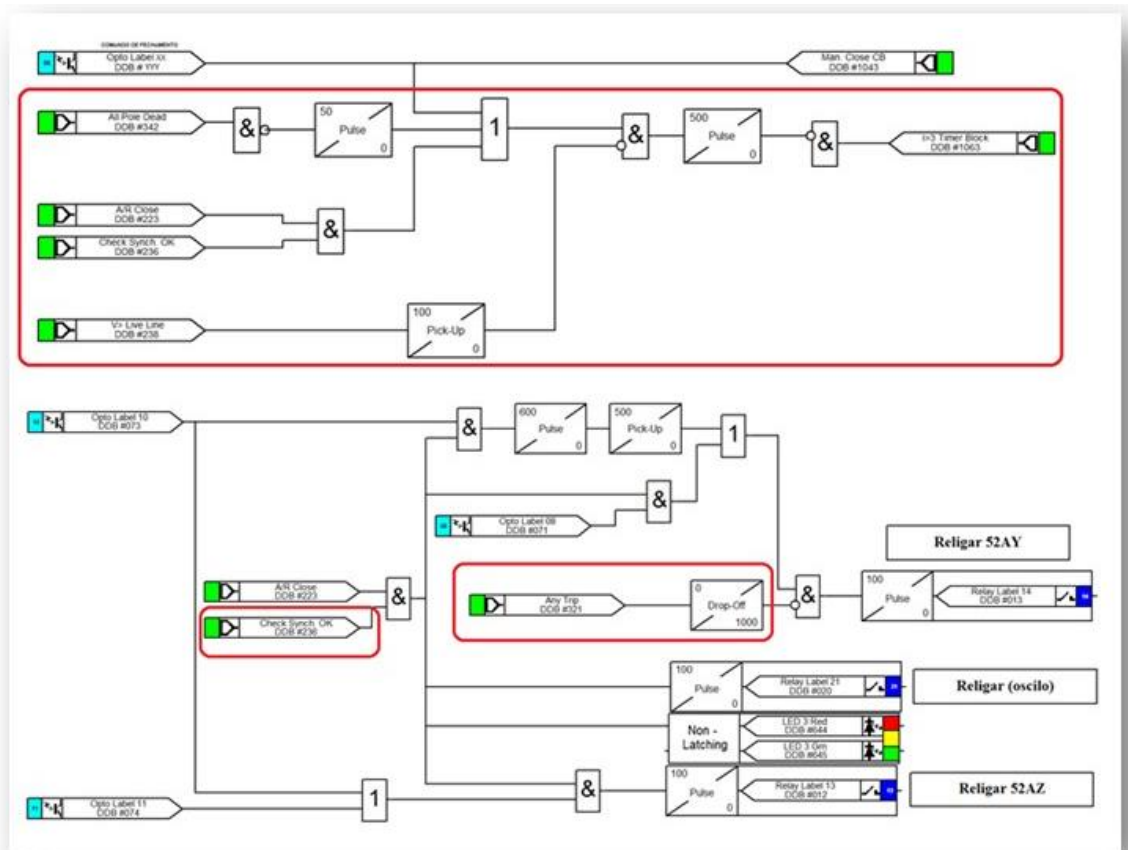 COMANDO DE FECHAMENTO
Opto Label xx
DDB # YYY
Man. Close CB
DDB #1043
All Pole Dead
DDB #342
&
50
Pulse
0
1
&
500
Pulse
0
&
I>3 Timer Block
DDB #1063
A/R Close
DDB #223
Check Synch. OK
DDB #236
&
V> Live Line
DDB #238
100
Pick-Up
0
Opto Label 10
DDB #073
&
600
Pulse
0
500
Pick-Up
0
1
Opto Label 08
DDB #071
&
Religar 52AY
A/R Close
DDB #223
Check Synch. OK
DDB #236
&
Any Trip
DDB #321
0
Drop-Off
1000
&
100
Pulse
0
Relay Label 14
DDB #013
100
Pulse
0
Relay Label 21
DDB #020
Religar (oscilo)
Non -
Latching
LED 3 Red
DDB #644
LED 3 Grn
DDB #645
Opto Label 11
DDB #074
1
&
100
Pulse
0
Relay Label 13
DDB #012
Religar 52AZ